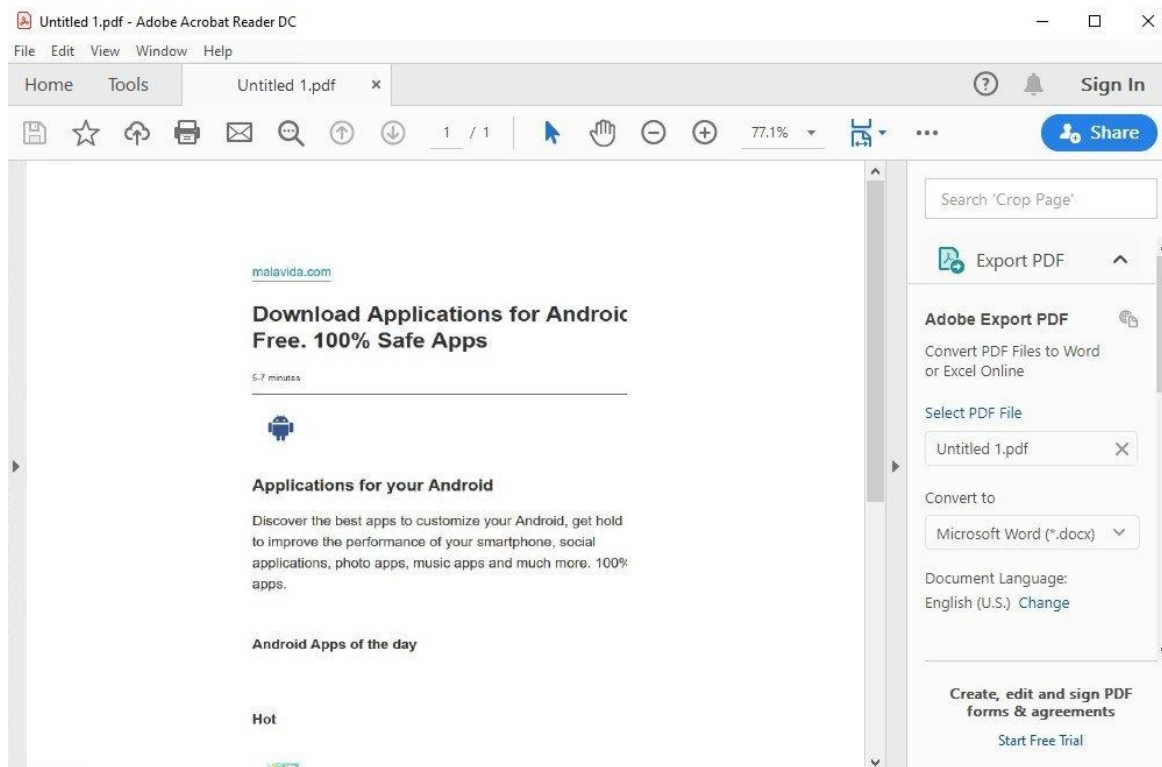 Untitled 1.pdf - Adobe Acrobat Reader DC
File Edit View Window Help
Home Tools Untitled 1.pdf × Sign In
1 / 1 77.1% Share
malavida.com
Download Applications for Androic
Free. 100% Safe Apps
5-7 minutes
Applications for your Android
Discover the best apps to customize your Android, get hold
to improve the performance of your smartphone, social
applications, photo apps, music apps and much more. 100%
apps.
Android Apps of the day
Hot
Search 'Crop Page'
Export PDF
Adobe Export PDF
Convert PDF Files to Word
or Excel Online
Select PDF File
Untitled 1.pdf
Convert to
Microsoft Word (*.docx)
Document Language:
English (U.S.) Change
Create, edit and sign PDF
forms & agreements
Start Free Trial